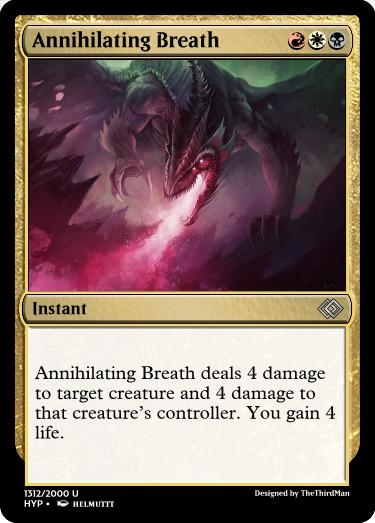 Annihilating Breath
Instant
Annihilating Breath deals 4 damage
to target creature and 4 damage to
that creature's controller. You gain 4
life.
1312/2000 U
Designed by TheThirdMan
HYP • HELMUTTT